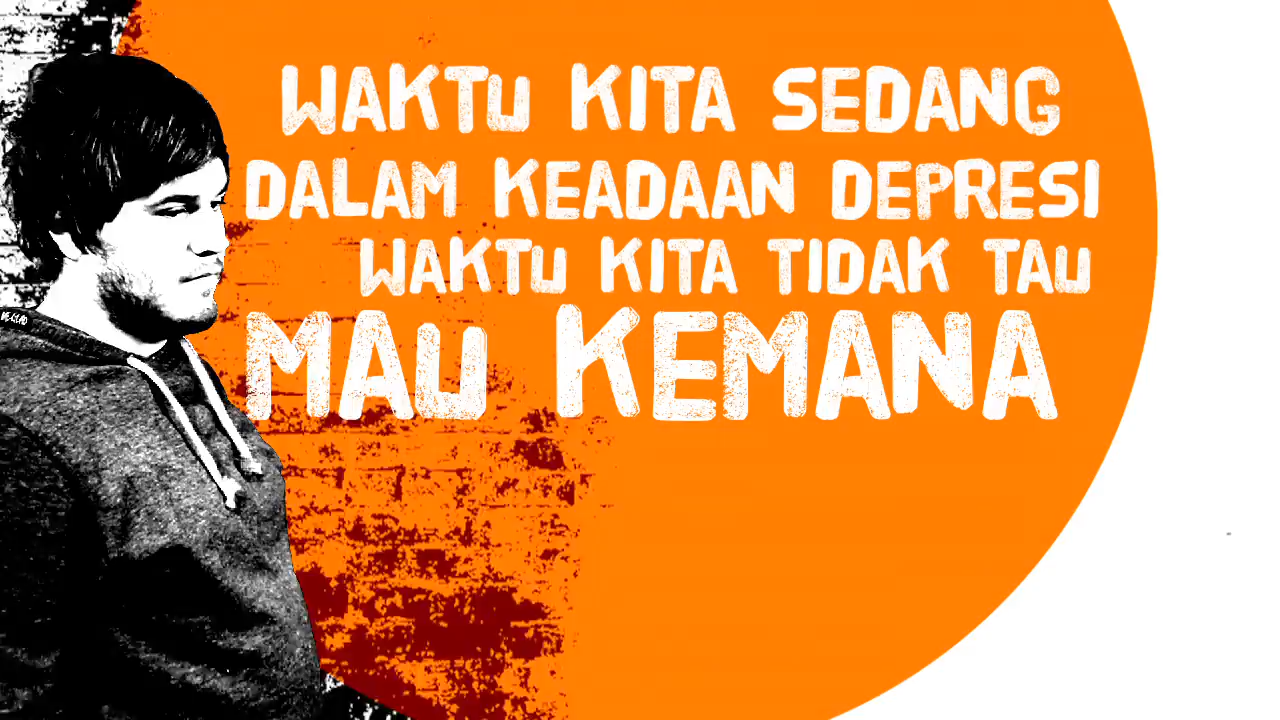 WAKTU KITA SEDANG
DALAM KEADAAN DEPRESI
WAKTU KITA TIDAK TAU
MAU KEMANA